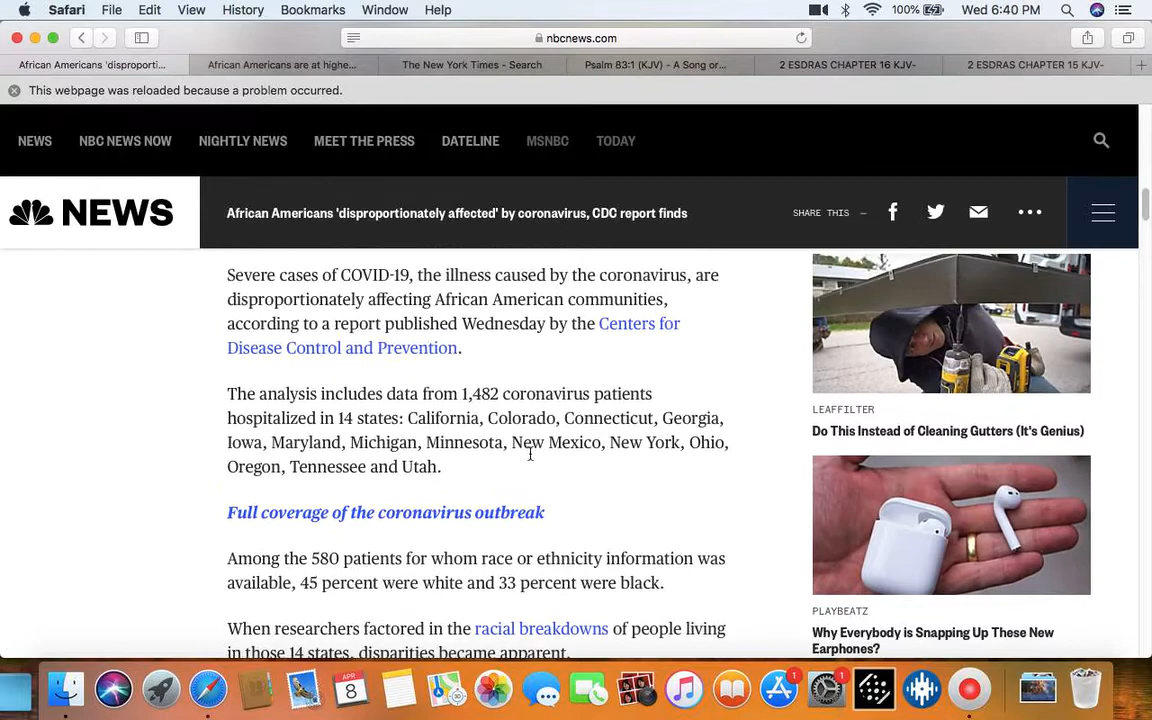 Safari File Edit View History Bookmarks Window Help 100% Wed 6:40 PM
nbcnews.com
African Americans 'disproporti... African Americans are at highe... The New York Times - Search Psalm 83:1 (KJV) - A Song or... 2 ESDRAS CHAPTER 16 KJV- 2 ESDRAS CHAPTER 15 KJV-
This webpage was reloaded because a problem occurred.
NEWS NBC NEWS NOW NIGHTLY NEWS MEET THE PRESS DATELINE MSNBC TODAY
NEWS African Americans 'disproportionately affected' by coronavirus, CDC report finds SHARE THIS —
Severe cases of COVID-19, the illness caused by the coronavirus, are
disproportionately affecting African American communities,
according to a report published Wednesday by the Centers for
Disease Control and Prevention.
The analysis includes data from 1,482 coronavirus patients
hospitalized in 14 states: California, Colorado, Connecticut, Georgia,
Iowa, Maryland, Michigan, Minnesota, New Mexico, New York, Ohio,
Oregon, Tennessee and Utah.
Full coverage of the coronavirus outbreak
Among the 580 patients for whom race or ethnicity information was
available, 45 percent were white and 33 percent were black.
When researchers factored in the racial breakdowns of people living
in those 14 states, disparities became apparent.
LEAFFILTER
Do This Instead of Cleaning Gutters (It's Genius)
PLAYBEATZ
Why Everybody is Snapping Up These New
Earphones?
APR
8
1
1